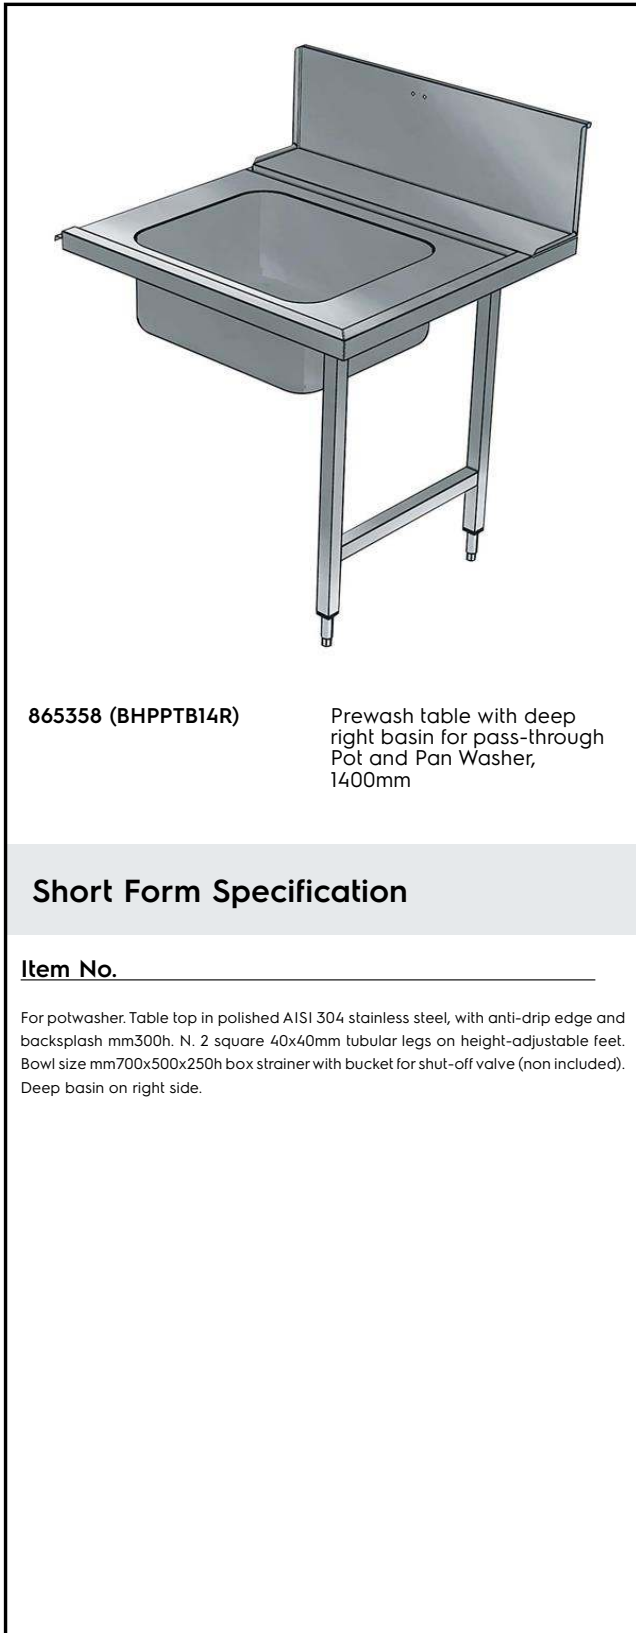 865358 (BHPPTB14R)
Prewash table with deep
right basin for pass-through
Pot and Pan Washer,
1400mm
Short Form Specification
Item No.
For potwasher. Table top in polished AISI 304 stainless steel, with anti-drip edge and
backsplash mm300h. N. 2 square 40x40mm tubular legs on height-adjustable feet.
Bowl size mm700x500x250h box strainer with bucket for shut-off valve (non included).
Deep basin on right side.